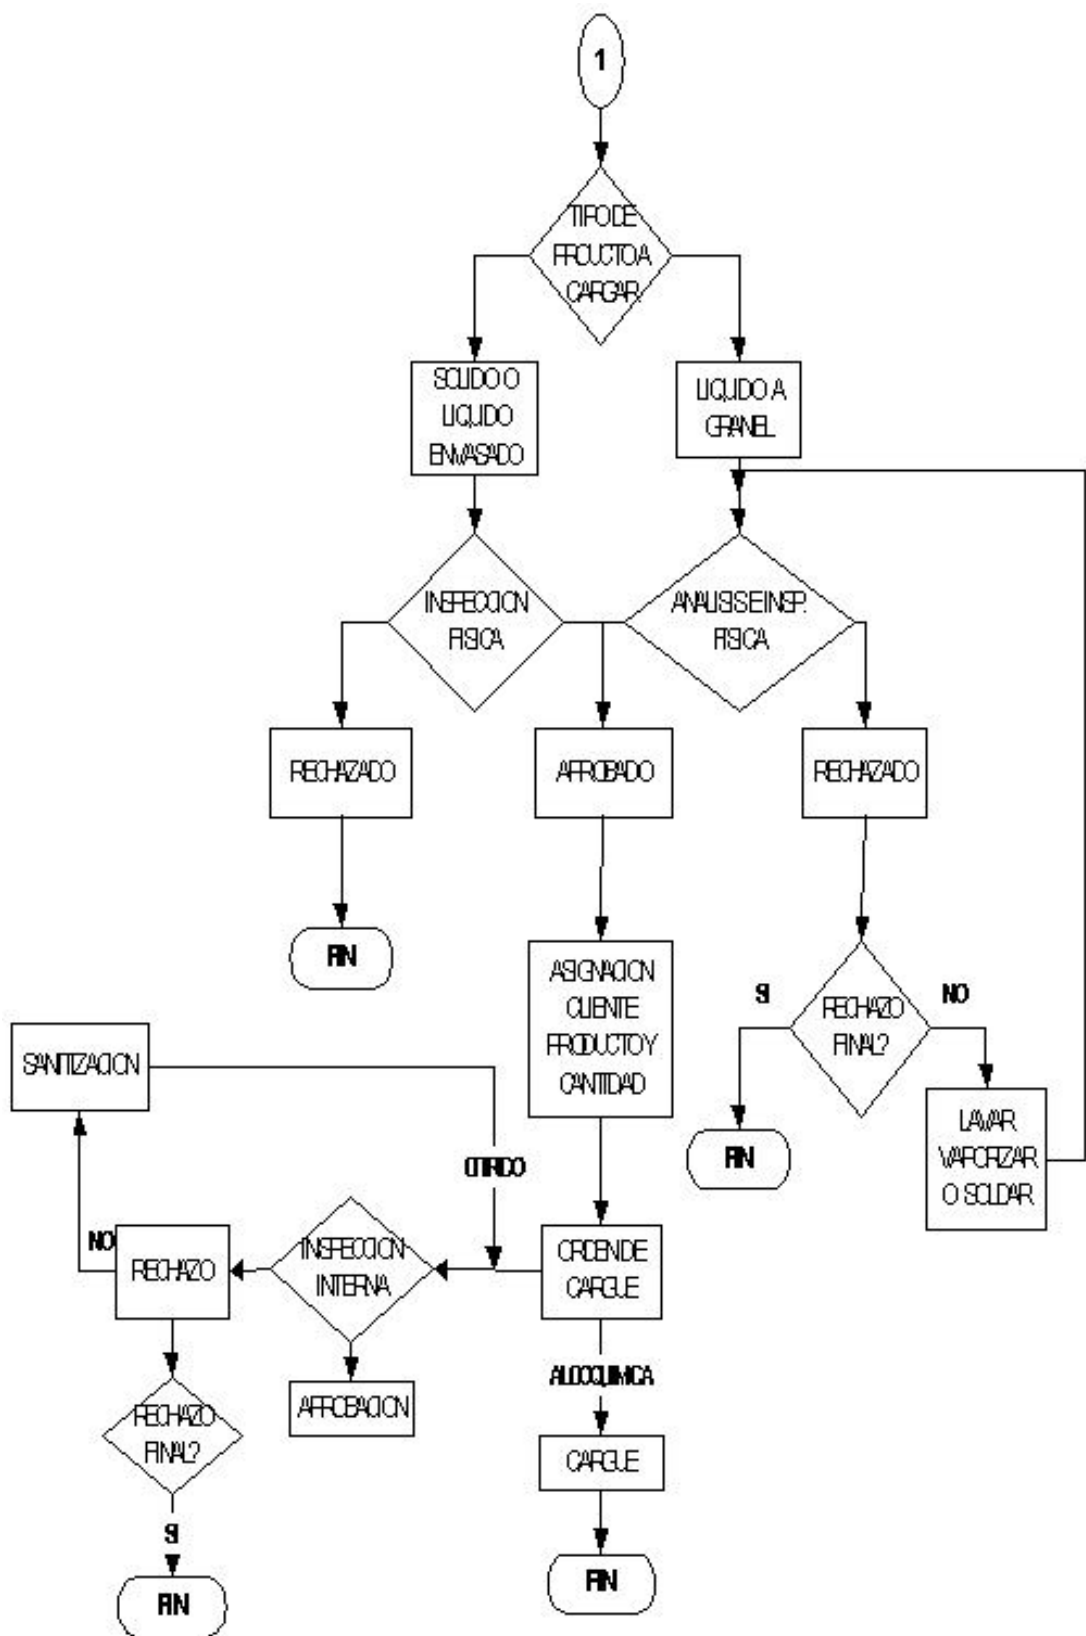 1
TIPO DE
PRODUCTO A
CARGAR
SOLIDO O
LIQUIDO
ENVASADO
LIQUIDO A
GRANEL
INSPECCION
FISICA
ANALISIS E INSP.
FISICA
RECHAZADO
APROBADO
RECHAZADO
FIN
ASIGNACION
CLIENTE
PRODUCTO Y
CANTIDAD
SI
NO
RECHAZO
FINAL?
SANITIZACION
LAVAR
VAPORIZAR
O SOLDAR
FIN
NO
RECHAZO
INSPECCION
INTERNA
ORDEN DE
CARGUE
APROBACION
RECHAZO
FINAL?
CARGUE
SI
FIN
FIN